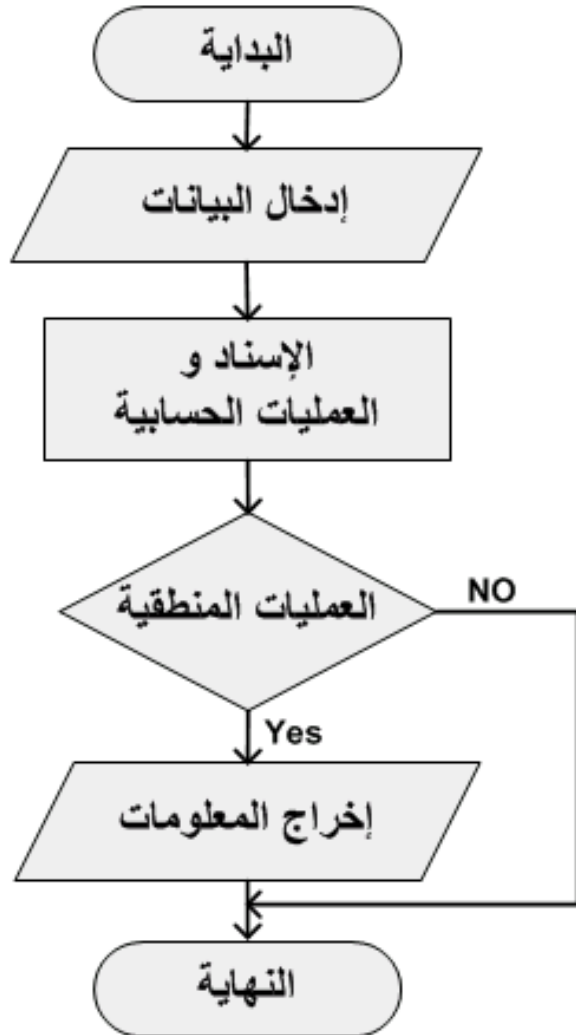 البداية
إدخال البيانات
الإسناد و
العمليات الحسابية
العمليات المنطقية
NO
Yes
إخراج المعلومات
النهاية